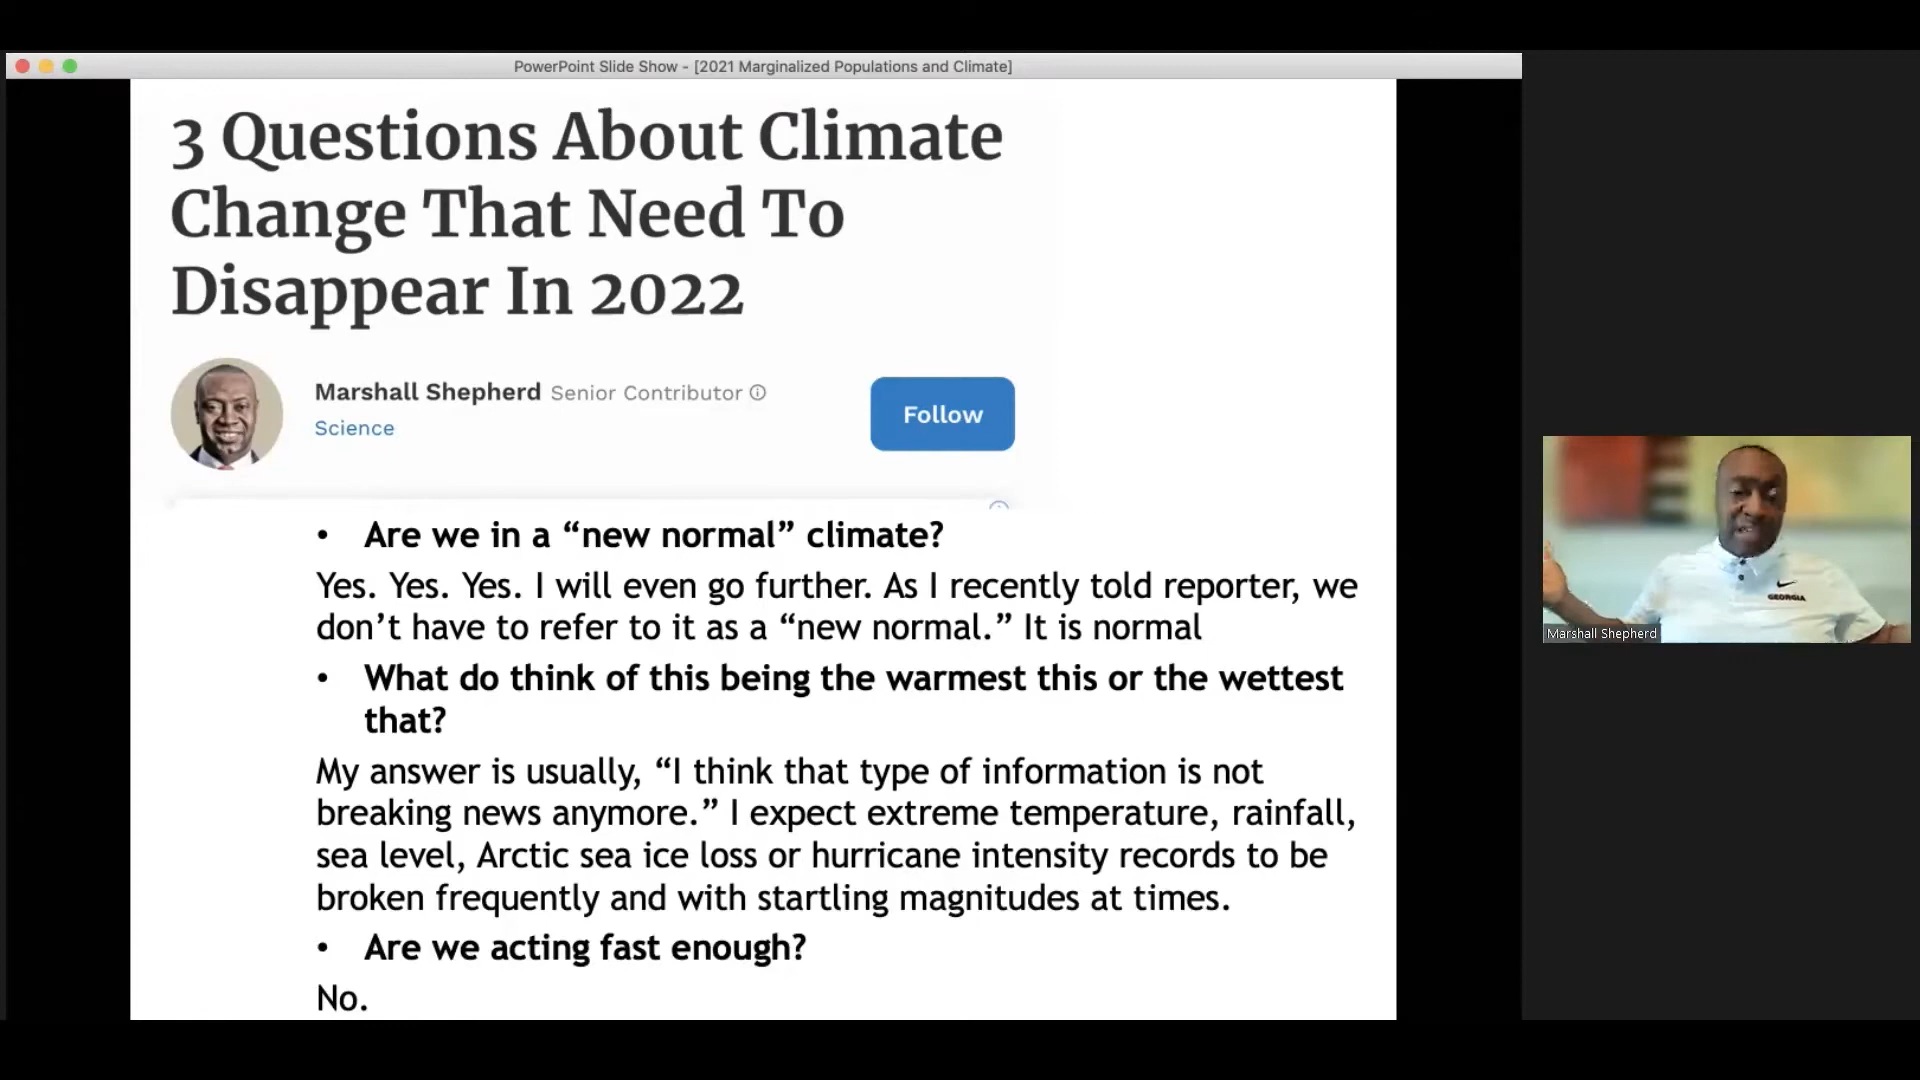 PowerPoint Slide Show - [2021 Marginalized Populations and Climate]
3 Questions About Climate
Change That Need To
Disappear In 2022
Marshall Shepherd Senior Contributor
Science
Follow
• Are we in a “new normal” climate?
Yes. Yes. Yes. I will even go further. As I recently told reporter, we
don’t have to refer to it as a “new normal.” It is normal
• What do think of this being the warmest this or the wettest
that?
My answer is usually, “I think that type of information is not
breaking news anymore.” I expect extreme temperature, rainfall,
sea level, Arctic sea ice loss or hurricane intensity records to be
broken frequently and with startling magnitudes at times.
• Are we acting fast enough?
No.
GEORGIA
Marshall Shepherd